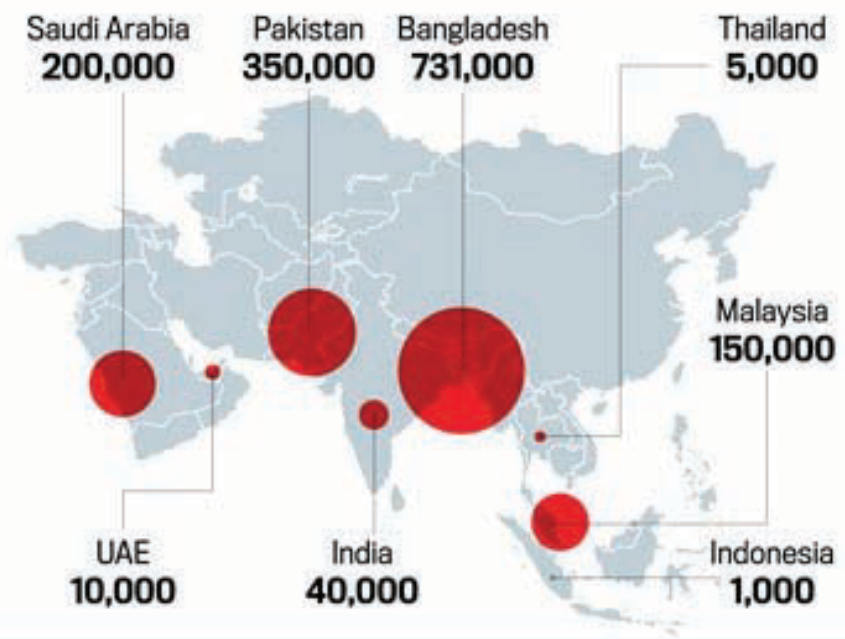 Saudi Arabia
200,000
Pakistan
350,000
Bangladesh
731,000
Thailand
5,000
Malaysia
150,000
UAE
10,000
India
40,000
Indonesia
1,000